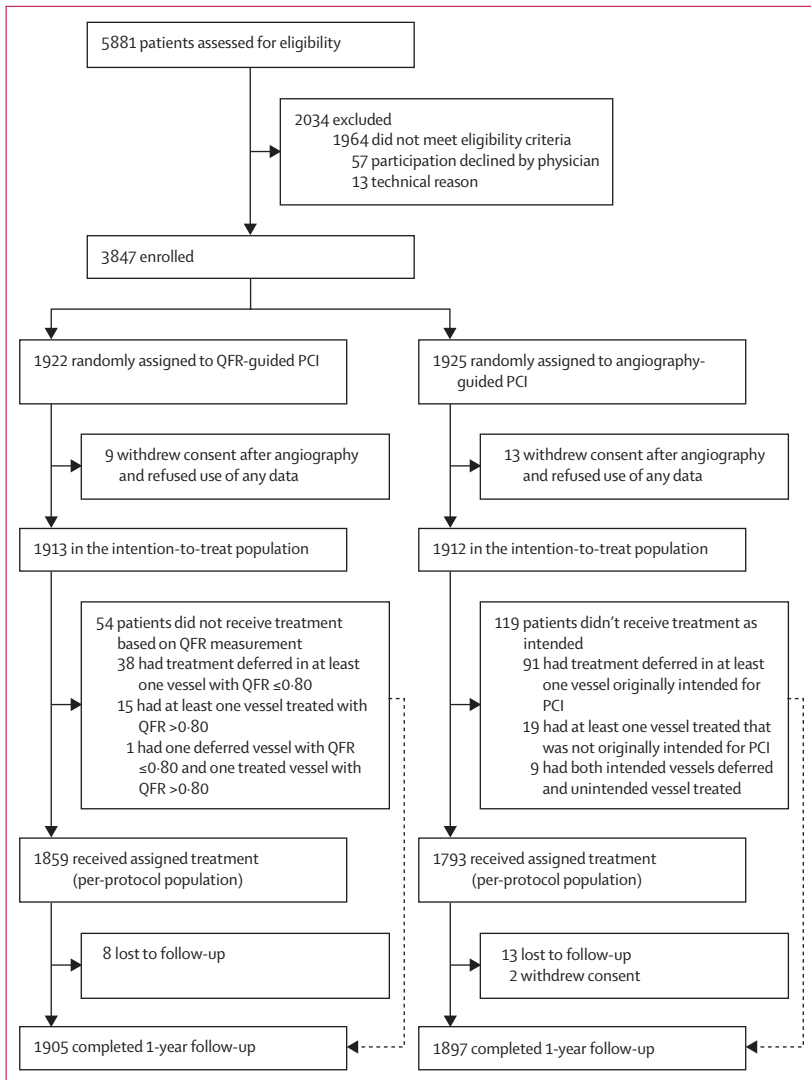 5881 patients assessed for eligibility
2034 excluded
1964 did not meet eligibility criteria
57 participation declined by physician
13 technical reason
3847 enrolled
1922 randomly assigned to QFR-guided PCI
1925 randomly assigned to angiography-
guided PCI
9 withdrew consent after angiography
and refused use of any data
13 withdrew consent after angiography
and refused use of any data
1913 in the intention-to-treat population
1912 in the intention-to-treat population
54 patients did not receive treatment
based on QFR measurement
38 had treatment deferred in at least
one vessel with QFR ≤0·80
15 had at least one vessel treated with
QFR >0·80
1 had one deferred vessel with QFR
≤0·80 and one treated vessel with
QFR >0·80
119 patients didn't receive treatment as
intended
91 had treatment deferred in at least
one vessel originally intended for
PCI
19 had at least one vessel treated that
was not originally intended for PCI
9 had both intended vessels deferred
and unintended vessel treated
1859 received assigned treatment
(per-protocol population)
1793 received assigned treatment
(per-protocol population)
8 lost to follow-up
13 lost to follow-up
2 withdrew consent
1905 completed 1-year follow-up
1897 completed 1-year follow-up